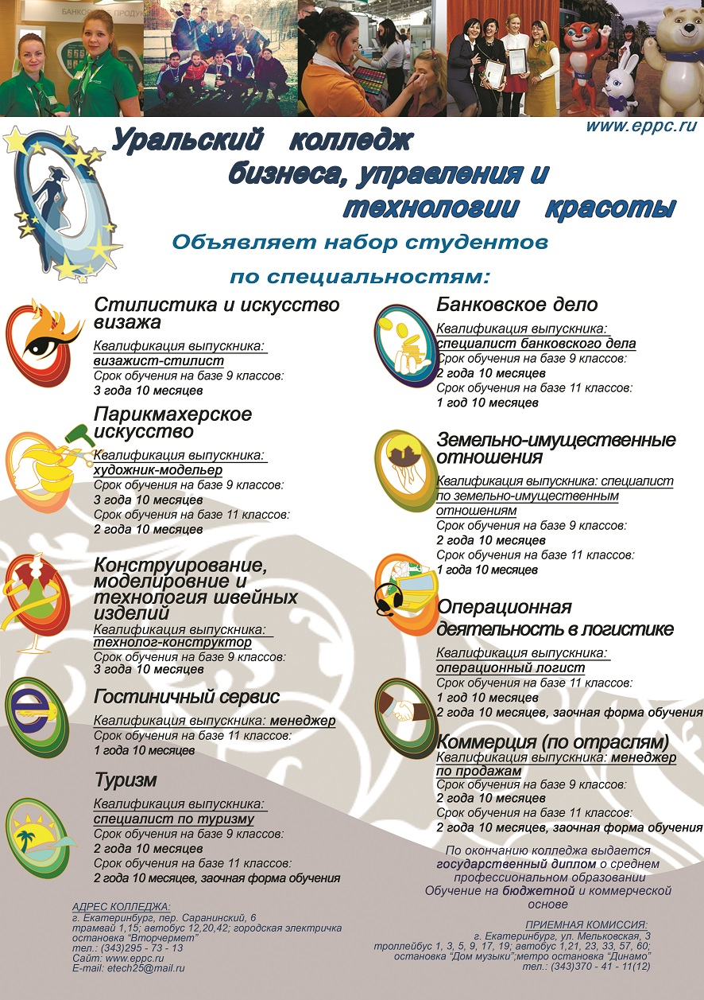 БАНКОВ ПРОДУК
www.eppc.ru
Уральский колледж
бизнеса, управления и
технологии красоты
Объявляет набор студентов
по специальностям:
Стилистика и искусство
визажа
Квалификация выпускника:
визажист-стилист
Срок обучения на базе 9 классов:
3 года 10 месяцев
Парикмахерское
искусство
Квалификация выпускника:
художник-модельер
Срок обучения на базе 9 классов:
3 года 10 месяцев
Срок обучения на базе 11 классов:
2 года 10 месяцев
Конструирование,
моделировние и
технология швейных
изделий
Квалификация выпускника:
технолог-конструктор
Срок обучения на базе 9 классов:
3 года 10 месяцев
Гостиничный сервис
Квалификация выпускника: менеджер
Срок обучения на базе 11 классов:
1 года 10 месяцев
Туризм
Квалификация выпускника:
специалист по туризму
Срок обучения на базе 9 классов:
2 года 10 месяцев
Срок обучения на базе 11 классов:
2 года 10 месяцев, заочная форма обучения
Банковское дело
Квалификация выпускника:
специалист банковского дела
Срок обучения на базе 9 классов:
2 года 10 месяцев
Срок обучения на базе 11 классов:
1 год 10 месяцев
Земельно-имущественные
отношения
Квалификация выпускника: специалист
по земельно-имущественным
отношениям
Срок обучения на базе 9 классов:
2 года 10 месяцев
Срок обучения на базе 11 классов:
1 года 10 месяцев
Операционная
деятельность в логистике
Квалификация выпускника:
операционный логист
Срок обучения на базе 11 классов:
1 год 10 месяцев
2 года 10 месяцев, заочная форма обучения
Коммерция (по отраслям)
Квалификация выпускника: менеджер
по продажам
Срок обучения на базе 9 классов:
2 года 10 месяцев
Срок обучения на базе 11 классов:
2 года 10 месяцев, заочная форма обучения
По окончанию колледжа выдается
государственный диплом о среднем
профессиональном образовании
Обучение на бюджетной и коммерческой
основе
АДРЕС КОЛЛЕДЖА:
г. Екатеринбург, пер. Саранинский, 6
трамвай 1,15; автобус 12,20,42; городская электричка
остановка "Вторчермет"
тел.: (343)295 - 73 - 13
Сайт: www.eppc.ru
E-mail: etech25@mail.ru
ПРИЕМНАЯ КОМИССИЯ:
г. Екатеринбург, ул. Мельковская, 3
троллейбус 1, 3, 5, 9, 17, 19; автобус 1,21, 23, 33, 57, 60;
остановка "Дом музыки";метро остановка "Динамо"
тел.: (343)370 - 41 - 11(12)